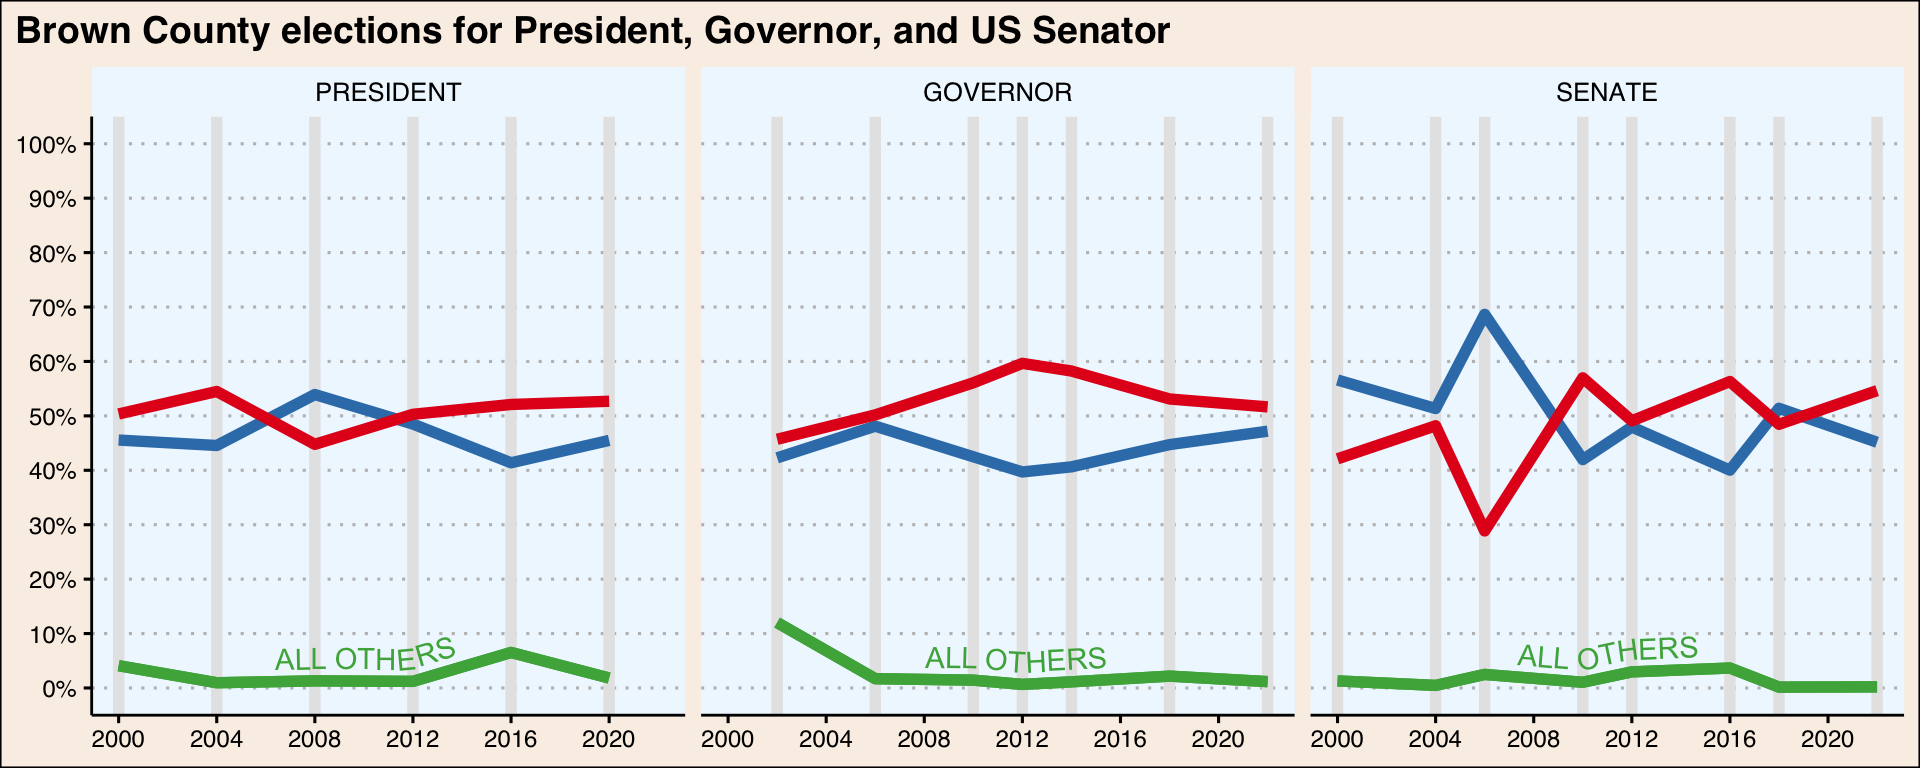 Brown County elections for President, Governor, and US Senator
PRESIDENT
GOVERNOR
SENATE
100%
90%
80%
70%
60%
50%
40%
30%
20%
10%
0%
ALL OTHERS
ALL OTHERS
ALL OTHERS
2000 2004 2008 2012 2016 2020
2000 2004 2008 2012 2016 2020
2000 2004 2008 2012 2016 2020